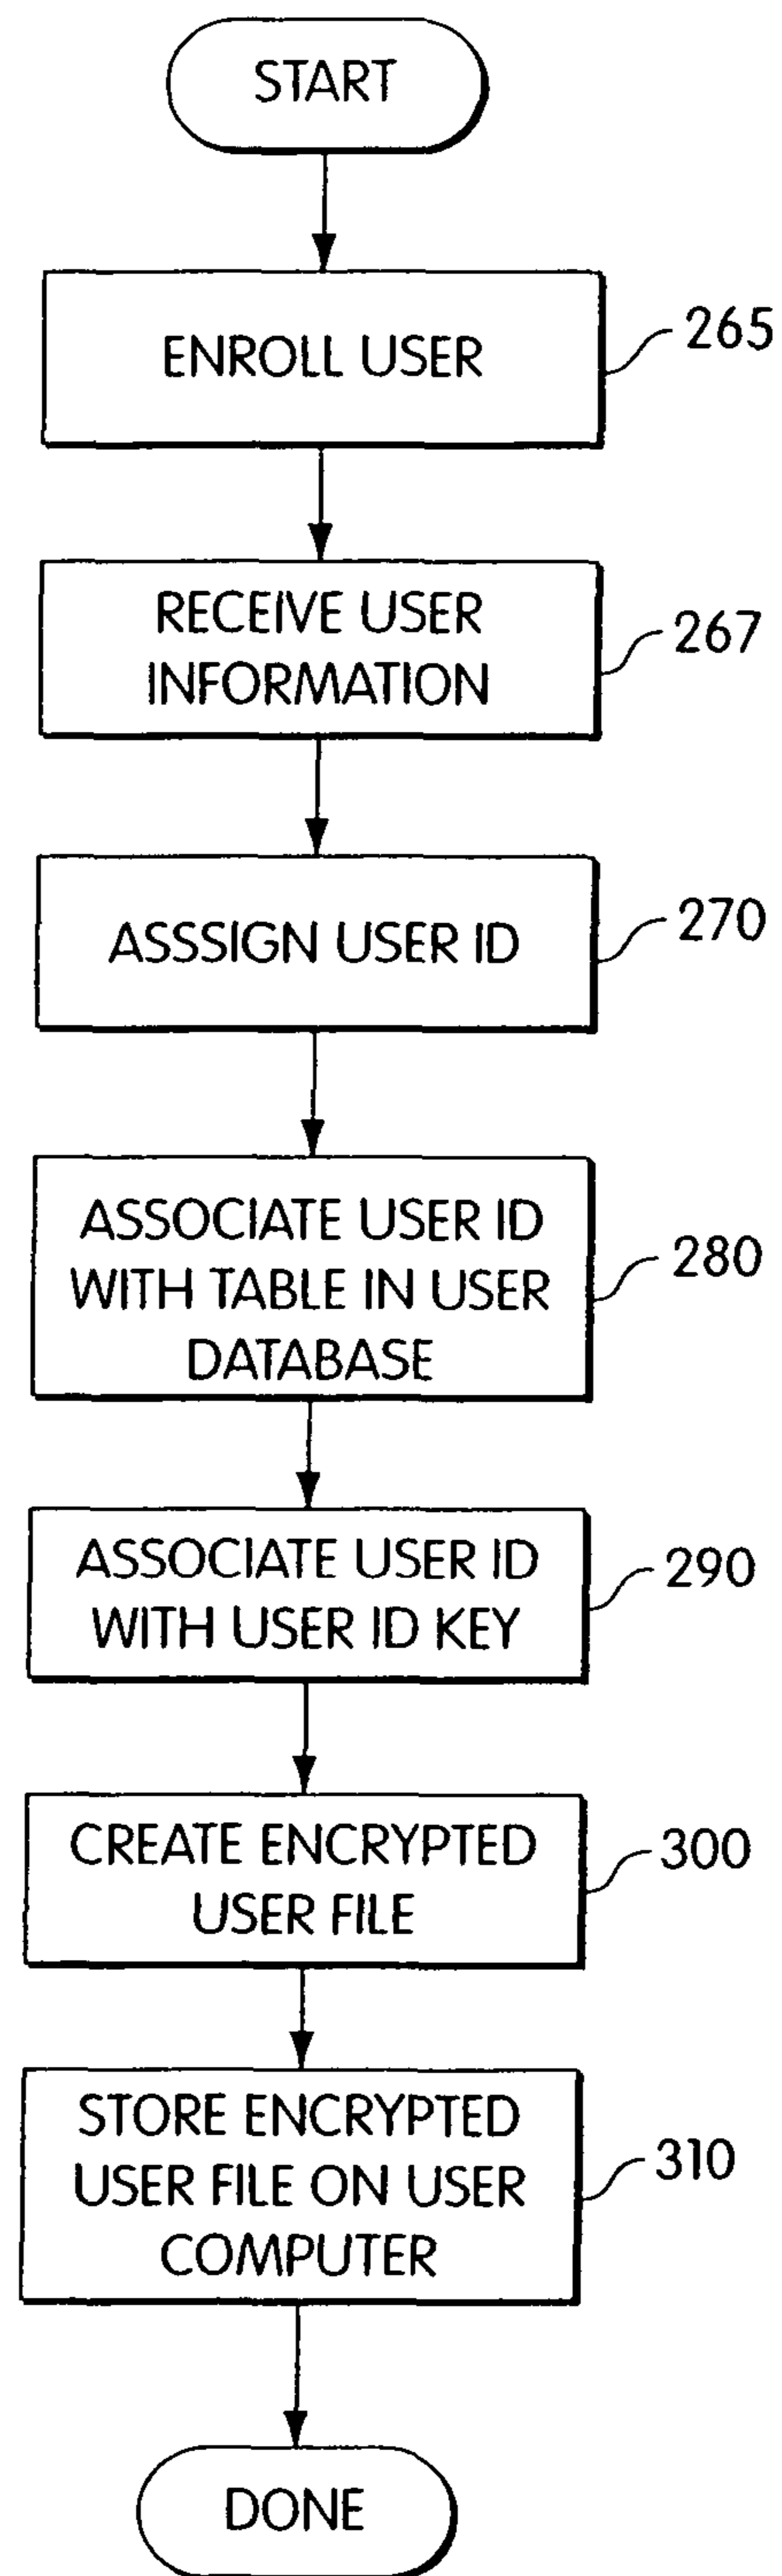 START
ENROLL USER
265
RECEIVE USER
INFORMATION
267
ASSSIGN USER ID
270
ASSOCIATE USER ID
WITH TABLE IN USER
DATABASE
280
ASSOCIATE USER ID
WITH USER ID KEY
290
CREATE ENCRYPTED
USER FILE
300
STORE ENCRYPTED
USER FILE ON USER
COMPUTER
310
DONE